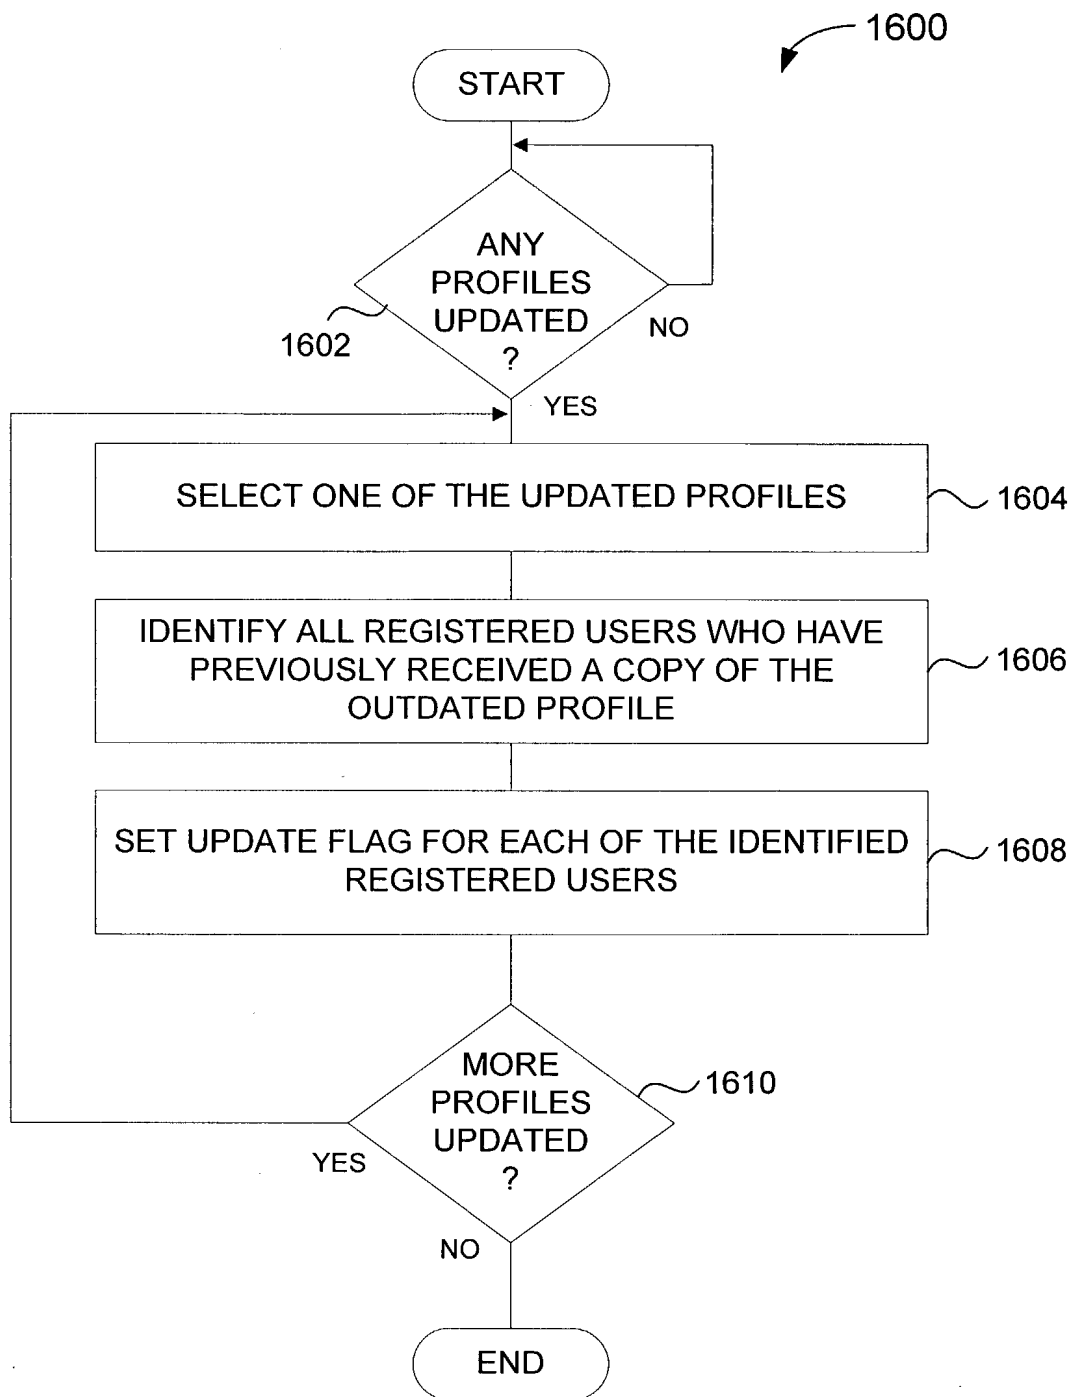 1600
START
ANY
PROFILES
UPDATED
?
1602
NO
YES
SELECT ONE OF THE UPDATED PROFILES
1604
IDENTIFY ALL REGISTERED USERS WHO HAVE
PREVIOUSLY RECEIVED A COPY OF THE
OUTDATED PROFILE
1606
SET UPDATE FLAG FOR EACH OF THE IDENTIFIED
REGISTERED USERS
1608
MORE
PROFILES
UPDATED
?
1610
YES
NO
END